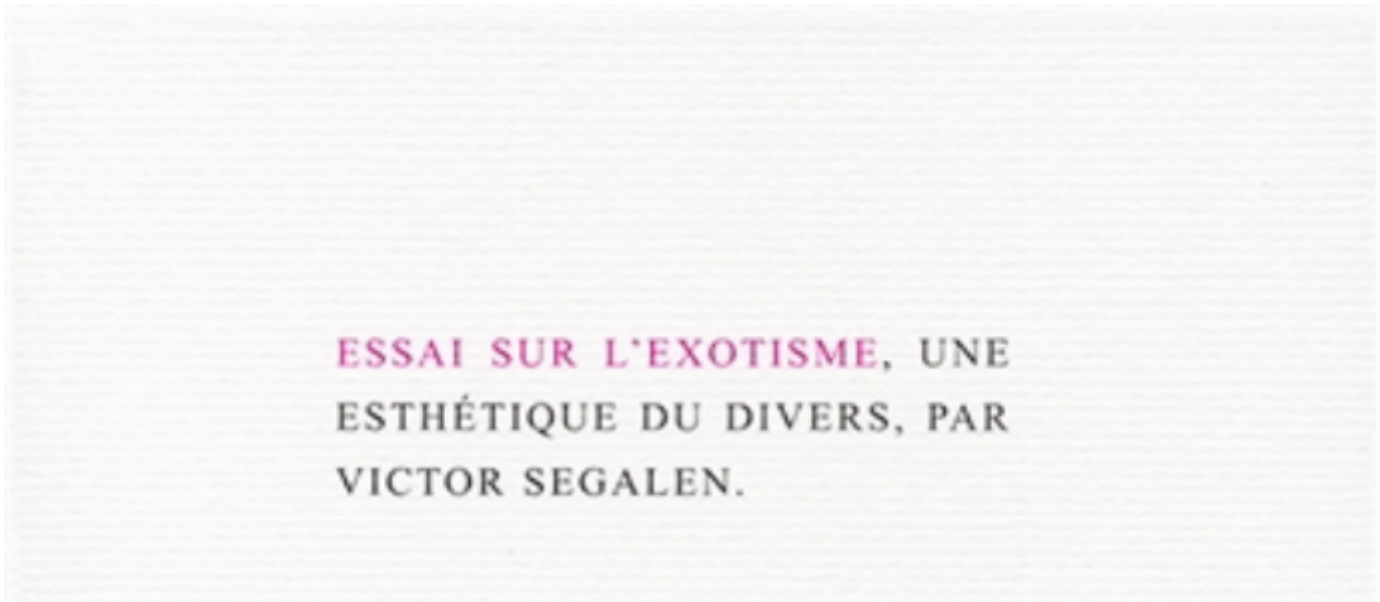 ESSAI SUR L'EXOTISME, UNE
ESTHÉTIQUE DU DIVERS, PAR
VICTOR SEGALEN.